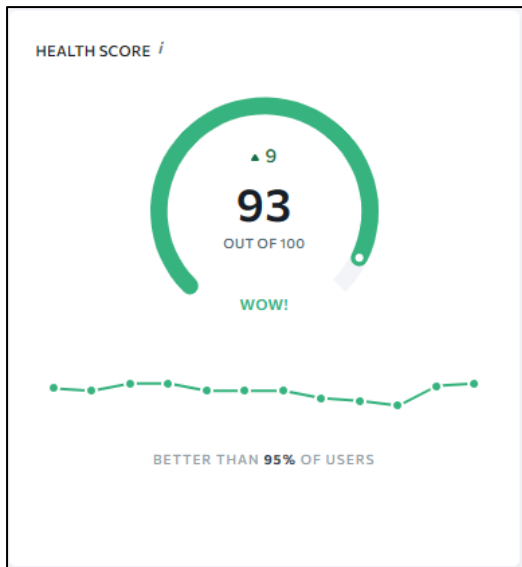 HEALTH SCORE i
▲ 9
93
OUT OF 100
WOW!
BETTER THAN 95% OF USERS